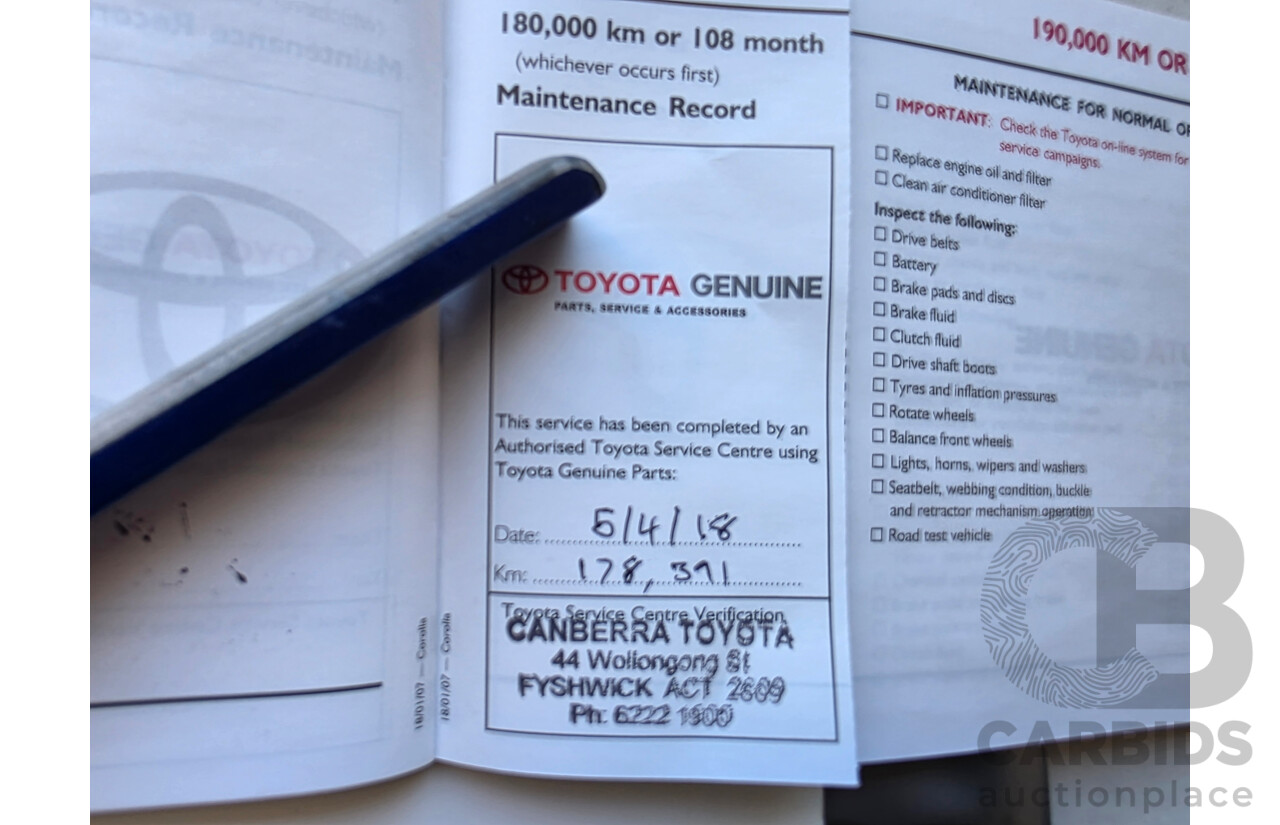 180,000 km or 108 month
(whichever occurs first)
Maintenance Record
TOYOTA GENUINE
PARTS, SERVICE & ACCESSORIES
This service has been completed by an
Authorised Toyota Service Centre using
Toyota Genuine Parts:
Date: 5/4/18
Km: 178,391
Toyota Service Centre Verification
CANBERRA TOYOTA
44 Wollongong St
FYSHWICK ACT 2609
Ph: 6222 1900
18/01/07 — Corolla
18/01/07 — Corolla
190,000 KM OR
MAINTENANCE FOR NORMAL
IMPORTANT: Check the Toyota on-line system for
service campaigns.
Replace engine oil and filter
Clean air conditioner filter
Inspect the following:
Drive belts
Battery
Brake pads and discs
Brake fluid
Clutch fluid
Drive shaft boots
Tyres and inflation pressures
Rotate wheels
Balance front wheels
Lights, horns, wipers and washers
Seatbelt, webbing condition, buckle
and retractor mechanism operation
Road test vehicle
CB
CARBIDS
auctionplace